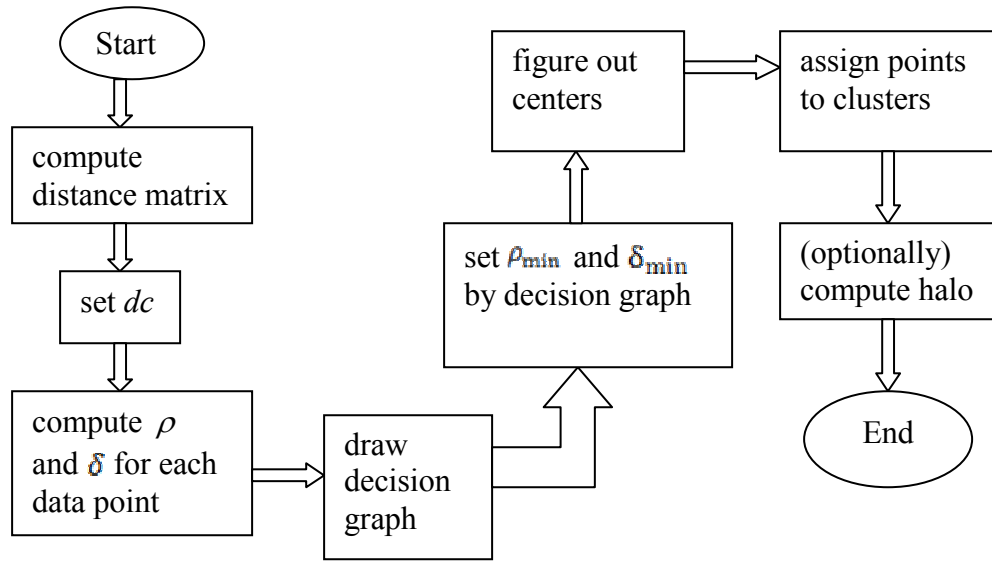 Start
compute
distance matrix
set dc
compute ρ
and δ for each
data point
draw
decision
graph
set ρmin and δmin
by decision graph
figure out
centers
assign points
to clusters
(optionally)
compute halo
End